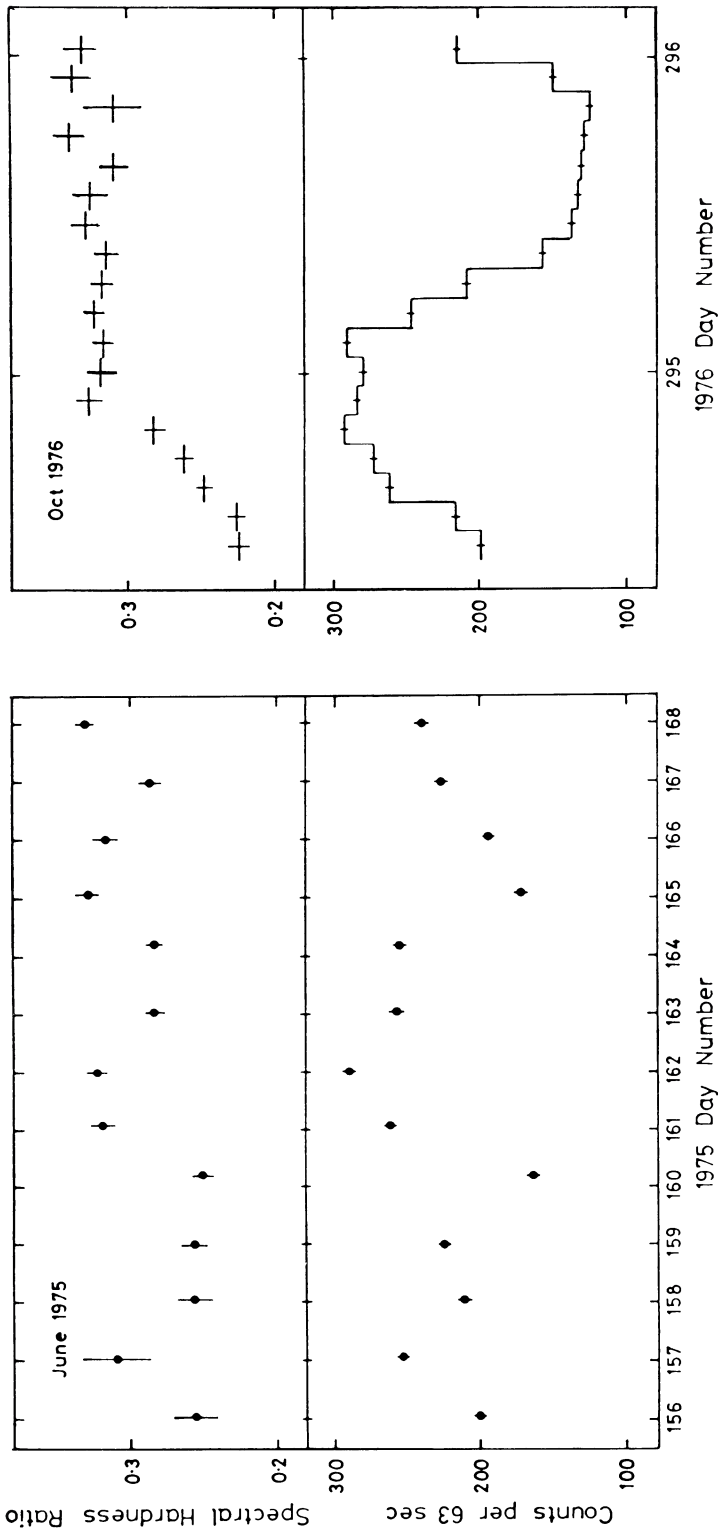 Spectral Hardness Ratio
0·3
0·2
June 1975
0·3
0·2
Oct 1976
Counts per 63 sec
300
200
100
300
200
100
156 157 158 159 160 161 162 163 164 165 166 167 168
1975 Day Number
295 296
1976 Day Number